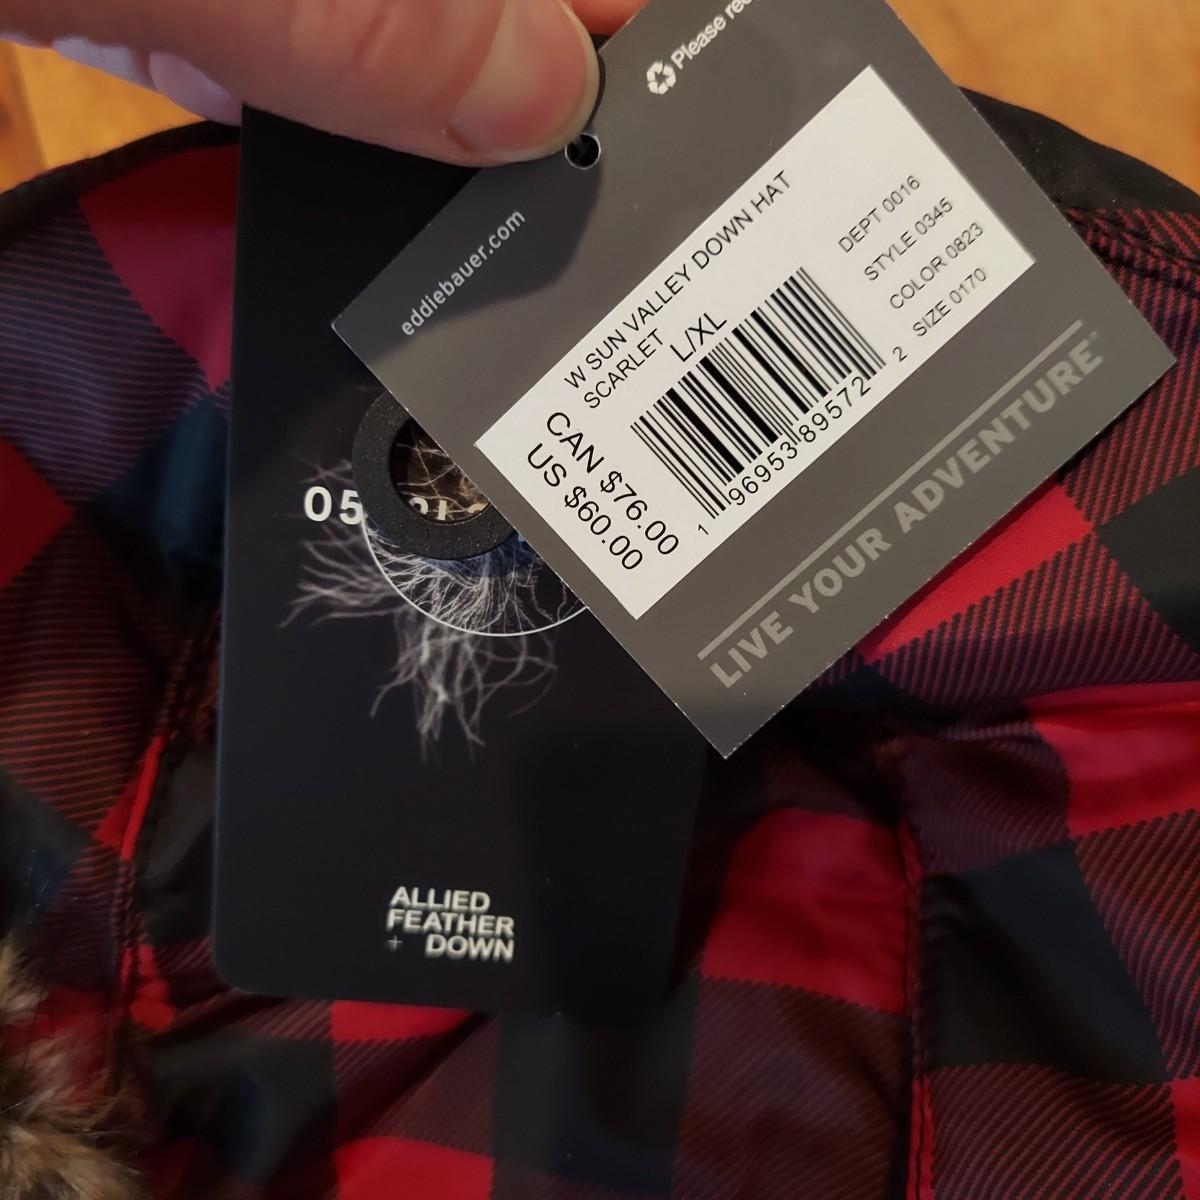 Please
eddiebauer.com
W SUN VALLEY DOWN HAT
SCARLET
L/XL
C
CAN $76.00
US $60.00
1 96953 89572 2
DEPT 0016
STYLE 0345
COLOR 0823
SIZE 0170
LIVE YOUR ADVENTURE
05
ALLIED
FEATHER
+ DOWN